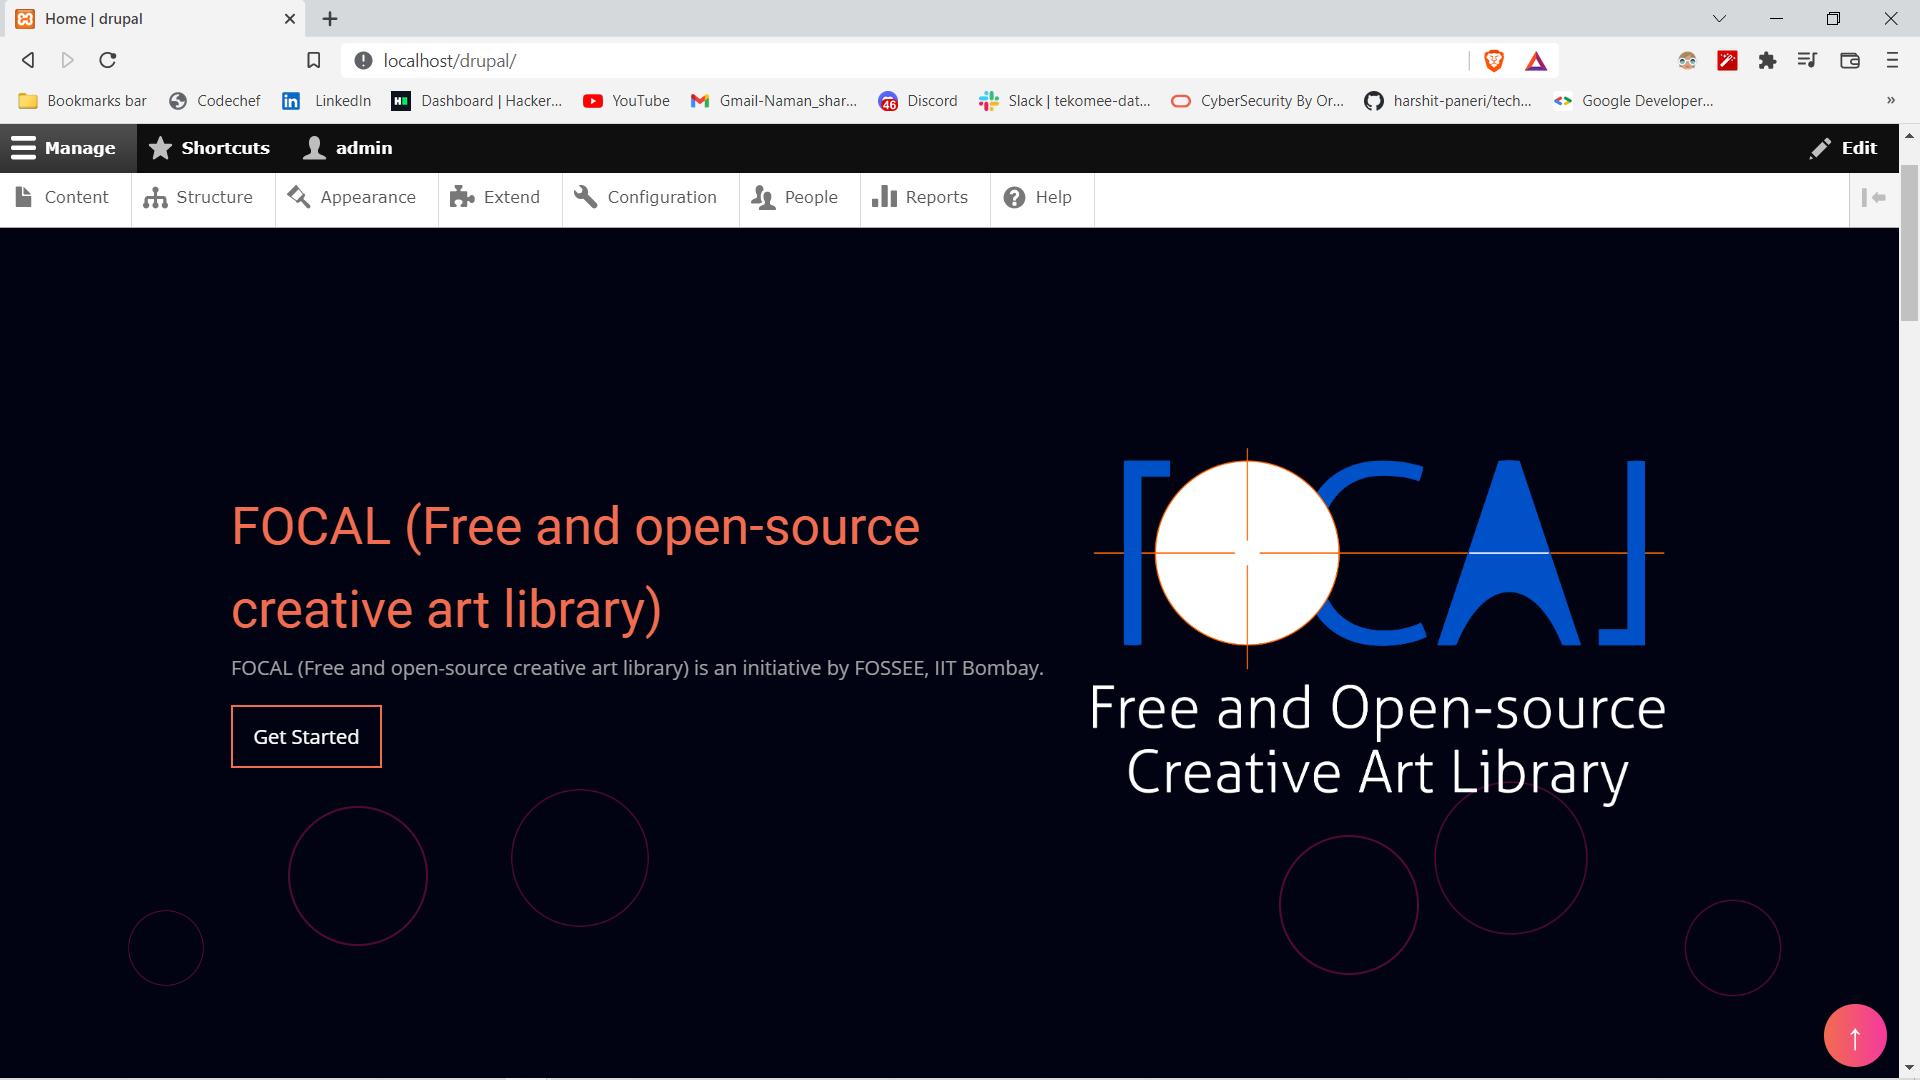 Home | drupal
localhost/drupal/
Bookmarks bar
Codechef
LinkedIn
Dashboard | Hacker...
YouTube
Gmail-Naman_shar...
46
Discord
Slack | tekomee-dat...
CyberSecurity By Or...
harshit-paneri/tech...
Google Developer...
»
Manage
Shortcuts
admin
Edit
Content
Structure
Appearance
Extend
Configuration
People
Reports
Help
FOCAL (Free and open-source
creative art library)
FOCAL (Free and open-source creative art library) is an initiative by FOSSEE, IIT Bombay.
Get Started
FOCAL
Free and Open-source
Creative Art Library